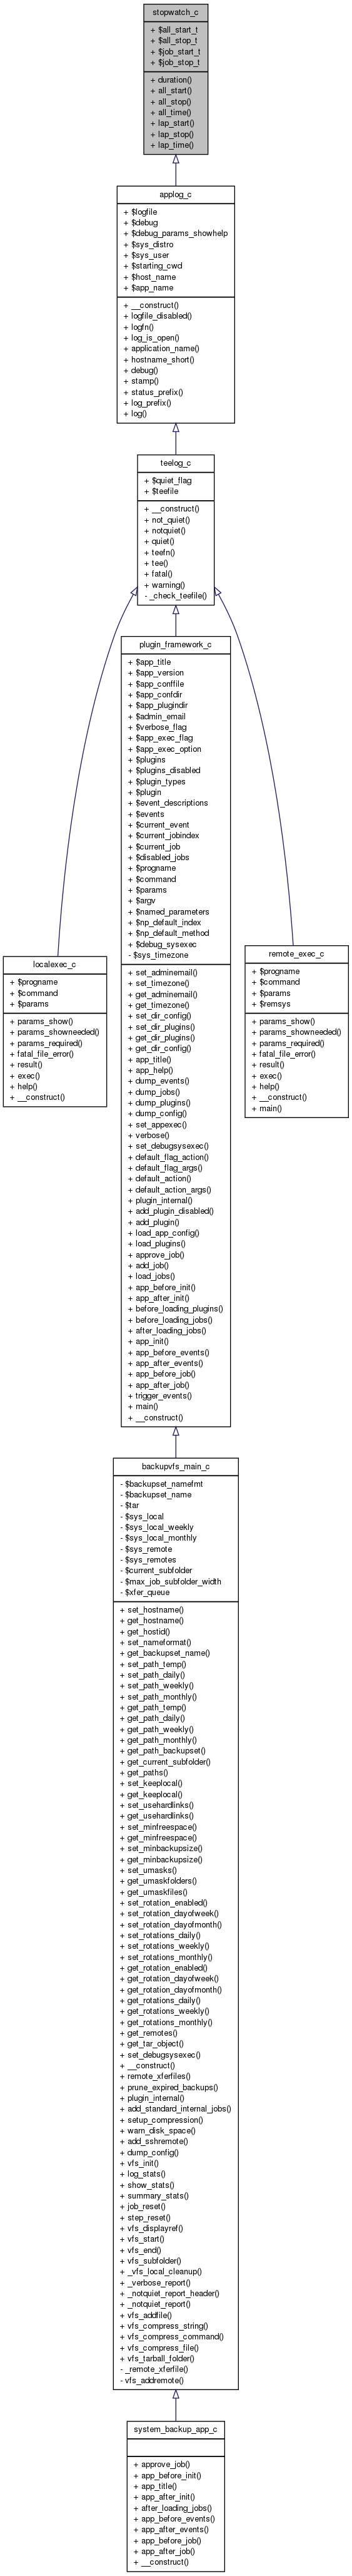 stopwatch_c
+ $all_start_t
+ $all_stop_t
+ $job_start_t
+ $job_stop_t
+ duration()
+ all_start()
+ all_stop()
+ all_time()
+ lap_start()
+ lap_stop()
+ lap_time()
applog_c
+ $logfile
+ $debug
+ $debug_params_showhelp
+ $sys_distro
+ $sys_user
+ $starting_cwd
+ $host_name
+ $app_name
+ __construct()
+ logfile_disabled()
+ logfn()
+ log_is_open()
+ application_name()
+ hostname_short()
+ debug()
+ stamp()
+ status_prefix()
+ log_prefix()
+ log()
teelog_c
+ $quiet_flag
+ $teefile
+ __construct()
+ not_quiet()
+ notquiet()
+ quiet()
+ teefn()
+ tee()
+ fatal()
+ warning()
- _check_teefile()
plugin_framework_c
+ $app_title
+ $app_version
+ $app_conffile
+ $app_confdir
+ $app_plugindir
+ $admin_email
+ $verbose_flag
+ $app_exec_flag
+ $app_exec_option
+ $plugins
+ $plugins_disabled
+ $plugin_types
+ $plugin
+ $event_descriptions
+ $events
+ $current_event
+ $current_jobindex
+ $current_job
+ $disabled_jobs
+ $progname
+ $command
+ $params
+ $argv
+ $named_parameters
+ $np_default_index
+ $np_default_method
+ $debug_sysexec
- $sys_timezone
+ set_adminemail()
+ set_timezone()
+ get_adminemail()
+ get_timezone()
+ set_dir_config()
+ set_dir_plugins()
+ get_dir_plugins()
+ get_dir_config()
+ app_title()
+ app_help()
+ dump_events()
+ dump_jobs()
+ dump_plugins()
+ dump_config()
+ set_appexec()
+ verbose()
+ set_debugsysexec()
+ default_flag_action()
+ default_flag_args()
+ default_action()
+ default_action_args()
+ plugin_internal()
+ add_plugin_disabled()
+ add_plugin()
+ load_app_config()
+ load_plugins()
+ approve_job()
+ add_job()
+ load_jobs()
+ app_before_init()
+ app_after_init()
+ before_loading_plugins()
+ before_loading_jobs()
+ after_loading_jobs()
+ app_init()
+ app_before_events()
+ app_after_events()
+ app_before_job()
+ app_after_job()
+ trigger_events()
+ main()
+ __construct()
localexec_c
+ $progname
+ $command
+ $params
+ params_show()
+ params_showneeded()
+ params_required()
+ fatal_file_error()
+ result()
+ exec()
+ help()
+ __construct()
remote_exec_c
+ $progname
+ $command
+ $params
+ $remsys
+ params_show()
+ params_showneeded()
+ params_required()
+ fatal_file_error()
+ result()
+ exec()
+ help()
+ __construct()
+ main()
backupvfs_main_c
- $backupset_namefmt
- $backupset_name
- $tar
- $sys_local
- $sys_local_weekly
- $sys_local_monthly
- $sys_remote
- $sys_remotes
- $current_subfolder
- $max_job_subfolder_width
- $xfer_queue
+ set_hostname()
+ get_hostname()
+ get_hostid()
+ set_nameformat()
+ get_backupset_name()
+ set_path_temp()
+ set_path_daily()
+ set_path_weekly()
+ set_path_monthly()
+ get_path_temp()
+ get_path_daily()
+ get_path_weekly()
+ get_path_monthly()
+ get_path_backupset()
+ get_current_subfolder()
+ get_paths()
+ set_keeplocal()
+ get_keeplocal()
+ set_usehardlinks()
+ get_usehardlinks()
+ set_minfreespace()
+ get_minfreespace()
+ set_minbackupsize()
+ get_minbackupsize()
+ set_umasks()
+ get_umaskfolders()
+ get_umaskfiles()
+ set_rotation_enabled()
+ set_rotation_dayofweek()
+ set_rotation_dayofmonth()
+ set_rotations_daily()
+ set_rotations_weekly()
+ set_rotations_monthly()
+ get_rotation_enabled()
+ get_rotation_dayofweek()
+ get_rotation_dayofmonth()
+ get_rotations_daily()
+ get_rotations_weekly()
+ get_rotations_monthly()
+ get_remotes()
+ get_tar_object()
+ set_debugsysexec()
+ __construct()
+ remote_xferfiles()
+ prune_expired_backups()
+ plugin_internal()
+ add_standard_internal_jobs()
+ setup_compression()
+ warn_disk_space()
+ add_sshremote()
+ dump_config()
+ vfs_init()
+ log_stats()
+ show_stats()
+ summary_stats()
+ job_reset()
+ step_reset()
+ vfs_displayref()
+ vfs_start()
+ vfs_end()
+ vfs_subfolder()
+ _vfs_local_cleanup()
+ _verbose_report()
+ _notquiet_report_header()
+ _notquiet_report()
+ vfs_addfile()
+ vfs_compress_string()
+ vfs_compress_command()
+ vfs_compress_file()
+ vfs_tarball_folder()
- _remote_xferfile()
- vfs_addremote()
system_backup_app_c
+ approve_job()
+ app_before_init()
+ app_title()
+ app_after_init()
+ after_loading_jobs()
+ app_before_events()
+ app_after_events()
+ app_before_job()
+ app_after_job()
+ __construct()